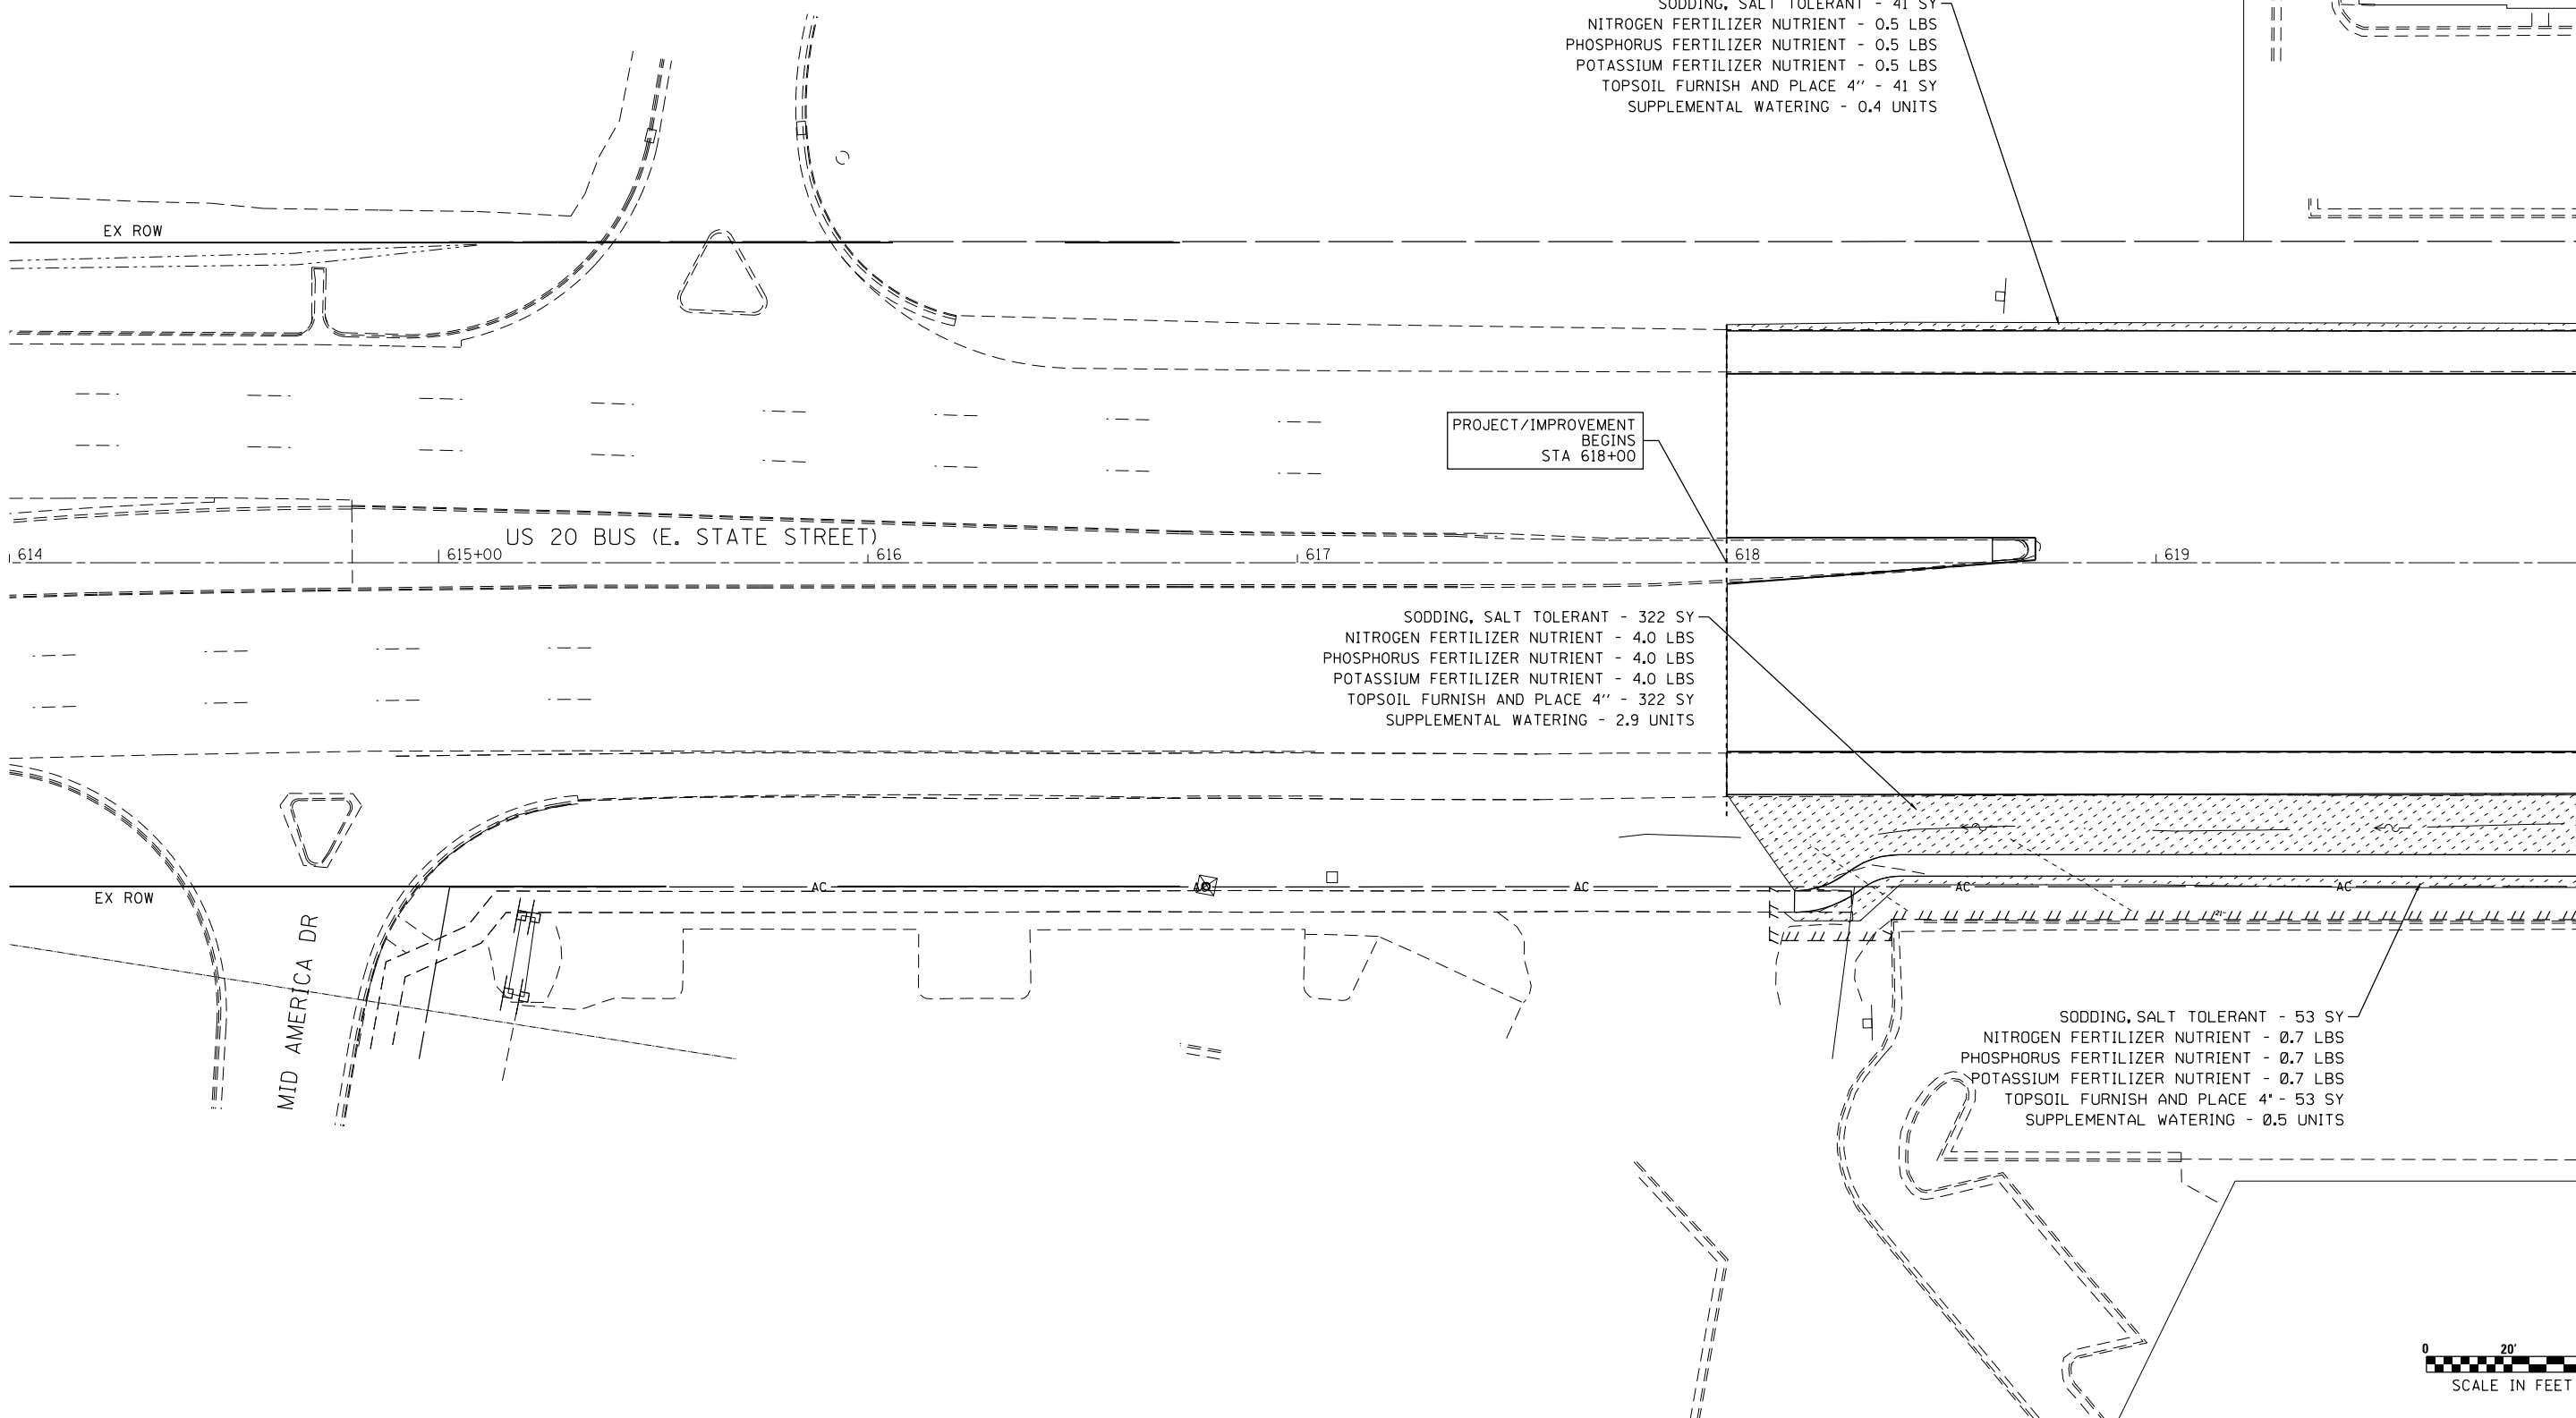 SODDING, SALT TOLERANT - 41 SY
NITROGEN FERTILIZER NUTRIENT - 0.5 LBS
PHOSPHORUS FERTILIZER NUTRIENT - 0.5 LBS
POTASSIUM FERTILIZER NUTRIENT - 0.5 LBS
TOPSOIL FURNISH AND PLACE 4'' - 41 SY
SUPPLEMENTAL WATERING - 0.4 UNITS
EX ROW
PROJECT/IMPROVEMENT
BEGINS
STA 618+00
US 20 BUS (E. STATE STREET)
614
615+00
616
617
618
619
SODDING, SALT TOLERANT - 322 SY
NITROGEN FERTILIZER NUTRIENT - 4.0 LBS
PHOSPHORUS FERTILIZER NUTRIENT - 4.0 LBS
POTASSIUM FERTILIZER NUTRIENT - 4.0 LBS
TOPSOIL FURNISH AND PLACE 4'' - 322 SY
SUPPLEMENTAL WATERING - 2.9 UNITS
AC
AC
AC
AC
AC
EX ROW
MID AMERICA DR
SODDING, SALT TOLERANT - 53 SY
NITROGEN FERTILIZER NUTRIENT - 0.7 LBS
PHOSPHORUS FERTILIZER NUTRIENT - 0.7 LBS
POTASSIUM FERTILIZER NUTRIENT - 0.7 LBS
TOPSOIL FURNISH AND PLACE 4" - 53 SY
SUPPLEMENTAL WATERING - 0.5 UNITS
0 20'
SCALE IN FEET